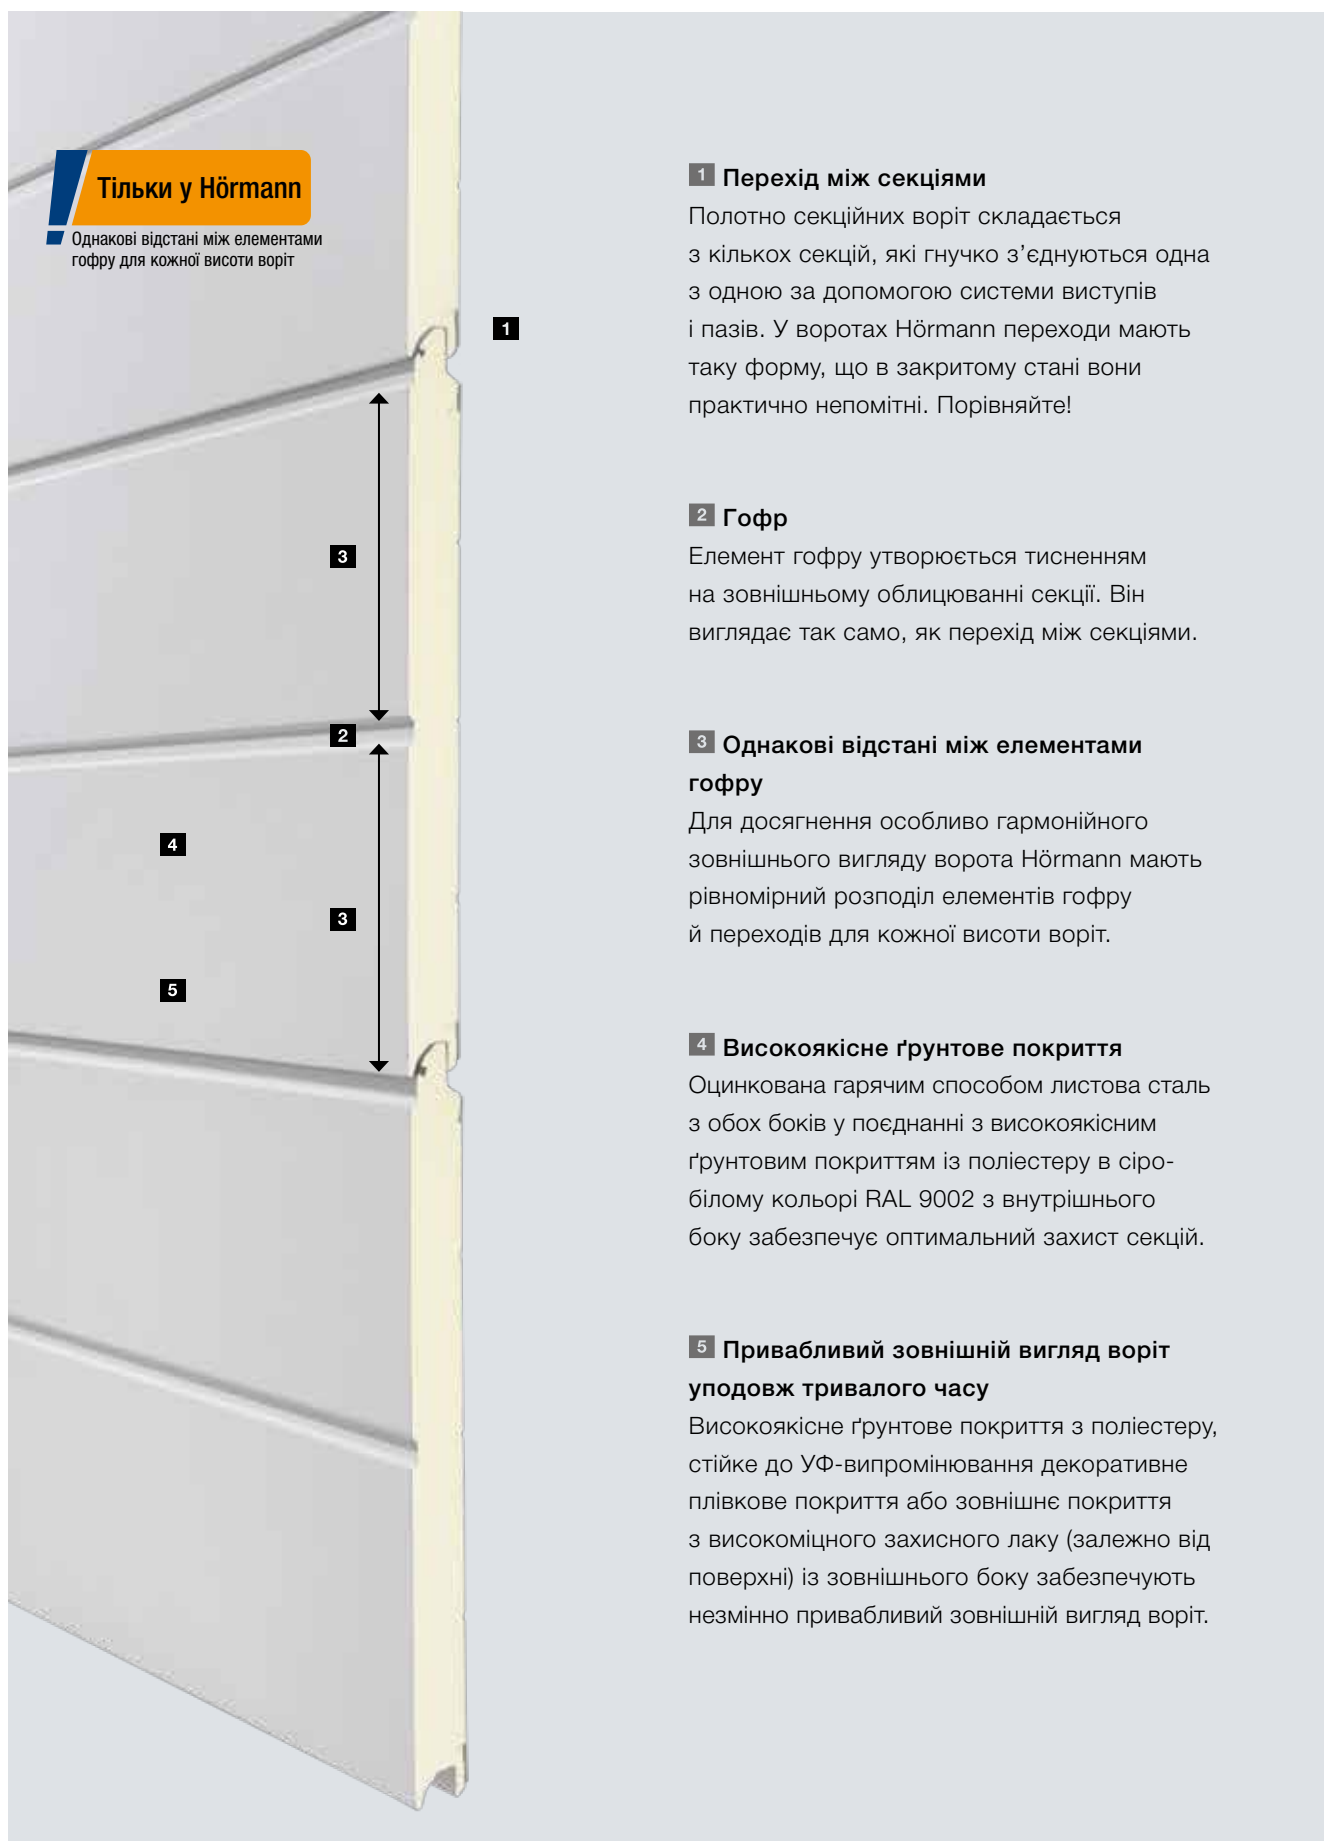 Тільки у Hörmann
Однакові відстані між елементами
гофру для кожної висоти воріт
1
3
2
4
3
5
1 Перехід між секціями
Полотно секційних воріт складається
з кількох секцій, які гнучко з’єднуються одна
з одною за допомогою системи виступів
і пазів. У воротах Hörmann переходи мають
таку форму, що в закритому стані вони
практично непомітні. Порівняйте!
2 Гофр
Елемент гофру утворюється тисненням
на зовнішньому облицюванні секції. Він
виглядає так само, як перехід між секціями.
3 Однакові відстані між елементами
гофру
Для досягнення особливо гармонійного
зовнішнього вигляду ворота Hörmann мають
рівномірний розподіл елементів гофру
й переходів для кожної висоти воріт.
4 Високоякісне ґрунтове покриття
Оцинкована гарячим способом листова сталь
з обох боків у поєднанні з високоякісним
ґрунтовим покриттям із поліестеру в сіро-
білому кольорі RAL 9002 з внутрішнього
боку забезпечує оптимальний захист секцій.
5 Привабливий зовнішній вигляд воріт
уподовж тривалого часу
Високоякісне ґрунтове покриття з поліестеру,
стійке до УФ-випромінювання декоративне
плівкове покриття або зовнішнє покриття
з високоміцного захисного лаку (залежно від
поверхні) із зовнішнього боку забезпечують
незмінно привабливий зовнішній вигляд воріт.